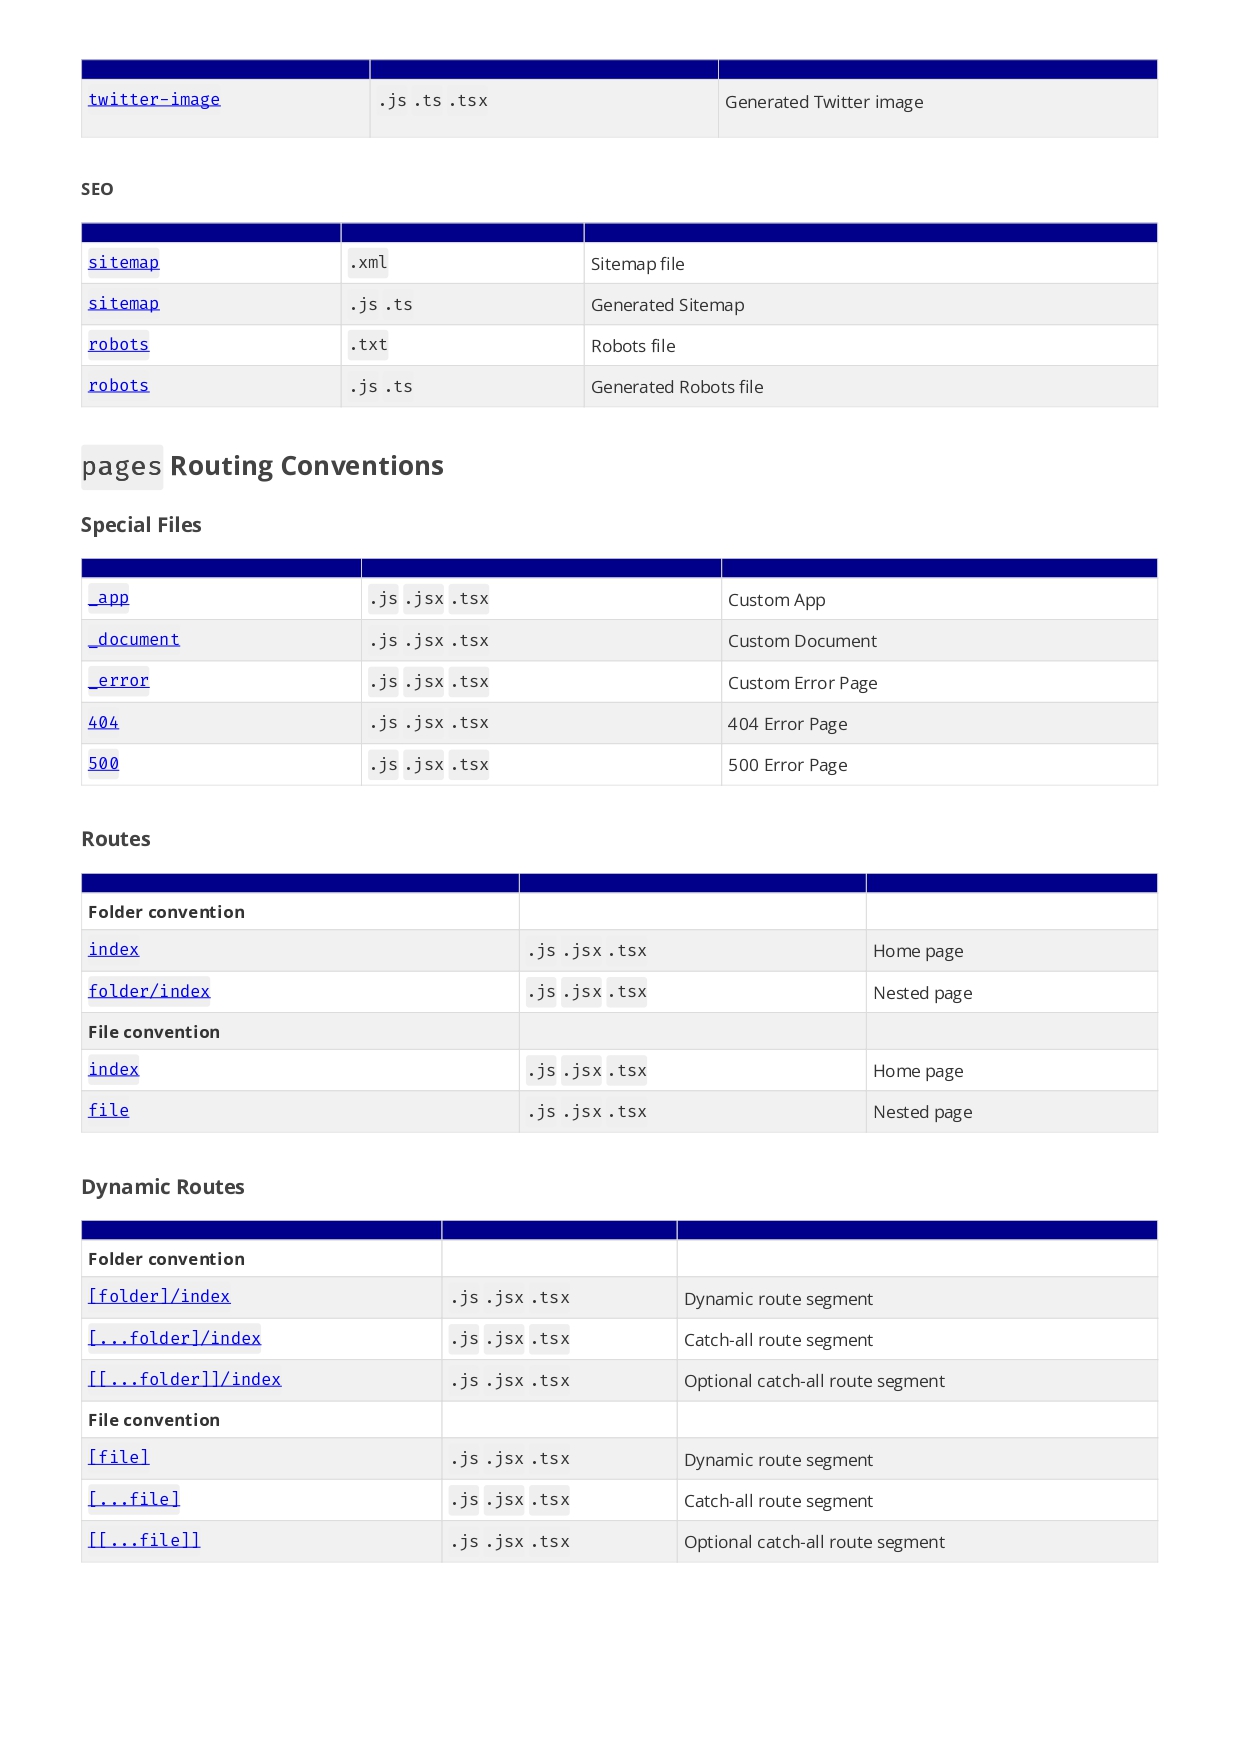 twitter-image .js .ts .tsx Generated Twitter image
SEO
sitemap .xml Sitemap file
sitemap .js .ts Generated Sitemap
robots .txt Robots file
robots .js .ts Generated Robots file
pages Routing Conventions
Special Files
_app .js .jsx .tsx Custom App
_document .js .jsx .tsx Custom Document
_error .js .jsx .tsx Custom Error Page
404 .js .jsx .tsx 404 Error Page
500 .js .jsx .tsx 500 Error Page
Routes
Folder convention
index .js .jsx .tsx Home page
folder/index .js .jsx .tsx Nested page
File convention
index .js .jsx .tsx Home page
file .js .jsx .tsx Nested page
Dynamic Routes
Folder convention
[folder]/index .js .jsx .tsx Dynamic route segment
[...folder]/index .js .jsx .tsx Catch-all route segment
[[...folder]]/index .js .jsx .tsx Optional catch-all route segment
File convention
[file] .js .jsx .tsx Dynamic route segment
[...file] .js .jsx .tsx Catch-all route segment
[[...file]] .js .jsx .tsx Optional catch-all route segment